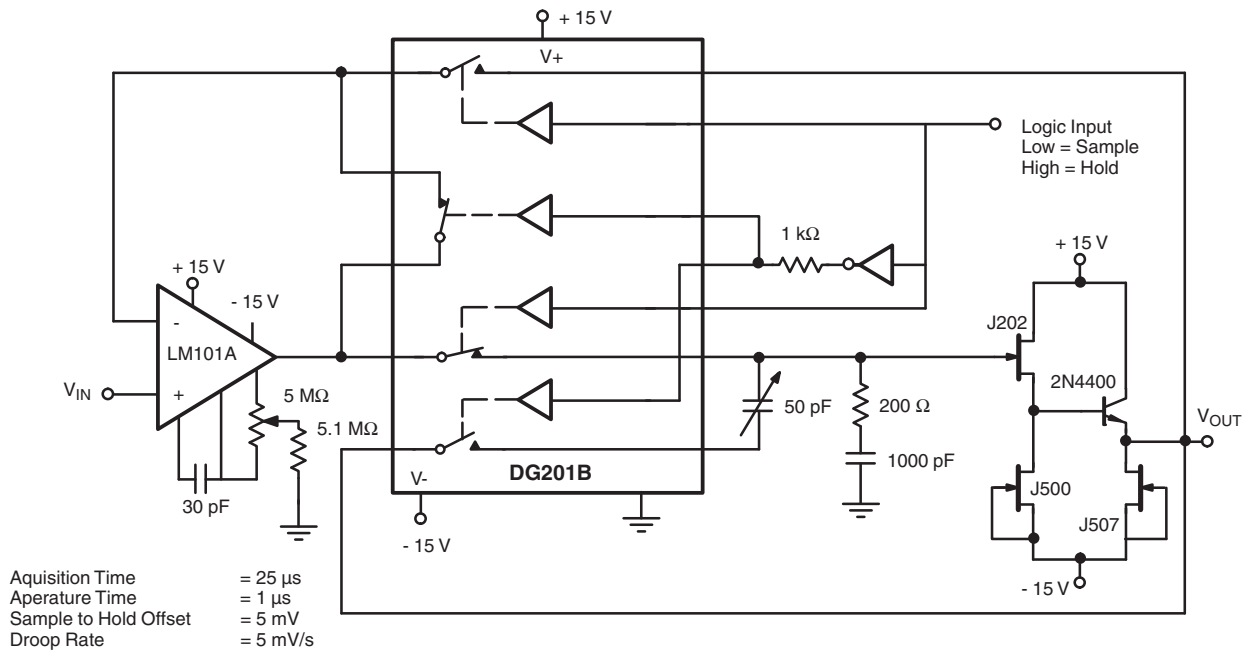 + 15 V
V+
Logic Input
Low = Sample
High = Hold
1 kΩ
+ 15 V
+ 15 V
- 15 V
-
LM101A
J202
VIN
+
5 MΩ
2N4400
50 pF
200 Ω
VOUT
5.1 MΩ
DG201B
1000 pF
V-
J500
30 pF
J507
- 15 V
- 15 V
Aquisition Time = 25 µs
Aperature Time = 1 µs
Sample to Hold Offset = 5 mV
Droop Rate = 5 mV/s